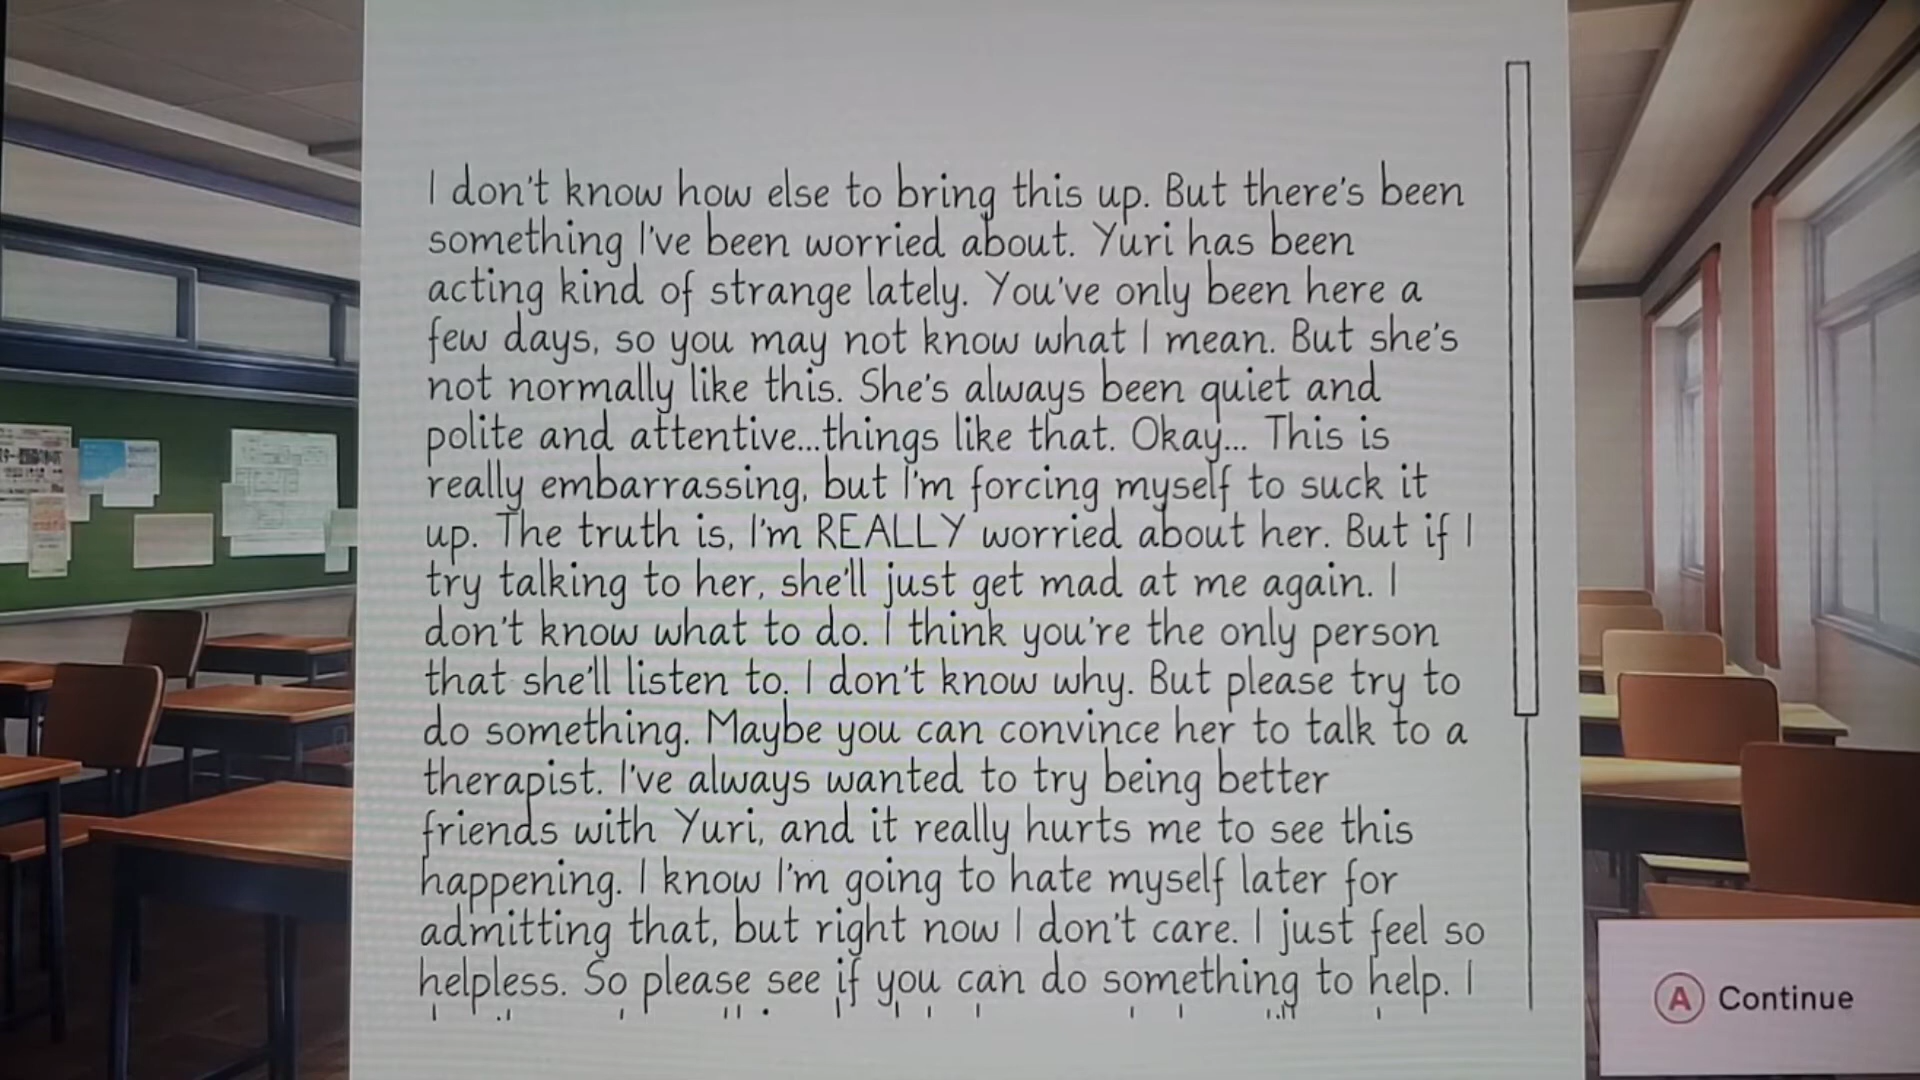 I don't know how else to bring this up. But there's been
something I've been worried about. Yuri has been
acting kind of strange lately. You've only been here a
few days, so you may not know what I mean. But she's
not normally like this. She's always been quiet and
polite and attentive...things like that. Okay... This is
really embarrassing, but I'm forcing myself to suck it
up. The truth is, I'm REALLY worried about her. But if I
try talking to her, she'll just get mad at me again. I
don't know what to do. I think you're the only person
that she'll listen to. I don't know why. But please try to
do something. Maybe you can convince her to talk to a
therapist. I've always wanted to try being better
friends with Yuri, and it really hurts me to see this
happening. I know I'm going to hate myself later for
admitting that, but right now I don't care. I just feel so
helpless. So please see if you can do something to help. I
A Continue